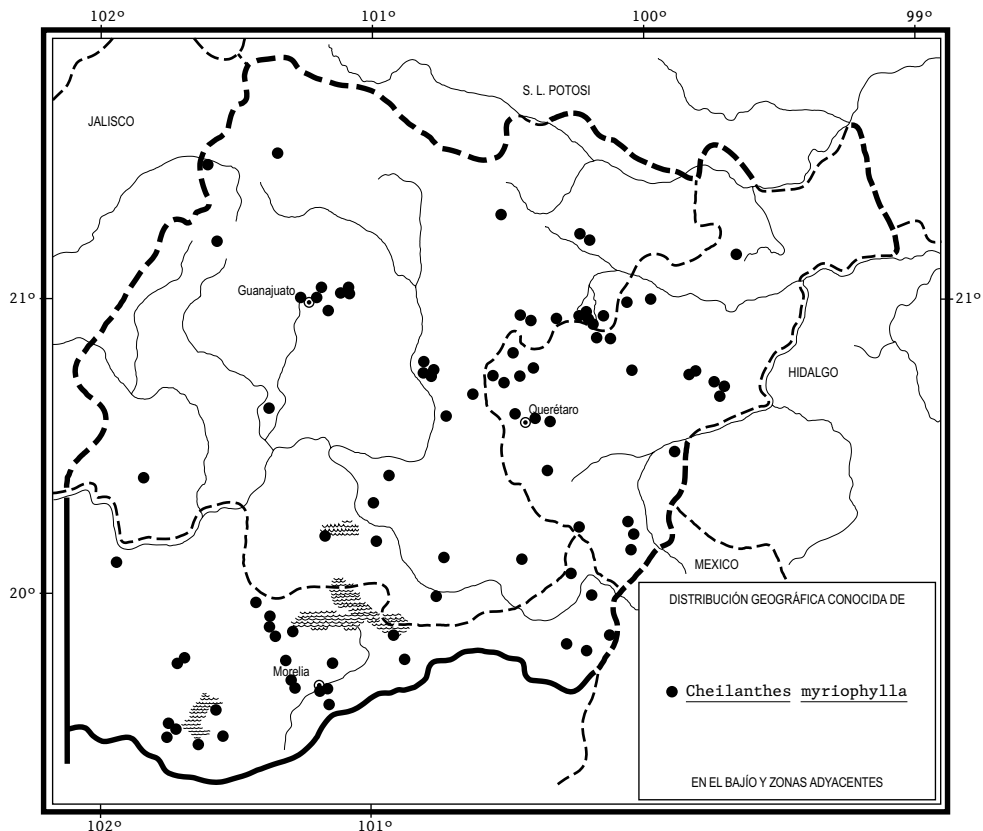 102º 101º 100º 99º
S. L. POTOSI
JALISCO
Guanajuato
21º 21º
HIDALGO
Querétaro
MEXICO
20º
DISTRIBUCIÓN GEOGRÁFICA CONOCIDA DE
Morelia
Cheilanthes myriophylla
EN EL BAJÍO Y ZONAS ADYACENTES
102º 101º